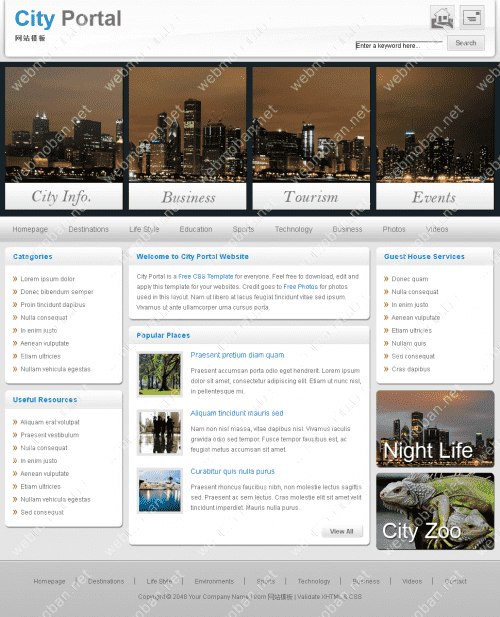 City Portal
网站模板
Enter a keyword here...
Search
City Info.
Business
Tourism
Events
Homepage Destinations Life Style Education Sports Technology Business Photos Videos
Categories
Lorem ipsum dolor
Donec bibendum semper
Proin tincidunt dapibus
Nulla consequat
In enim justo
Aenean vulputate
Etiam ultricies
Nullam vehicula egestas
Useful Resources
Aliquam erat volutpat
Praesent vestibulum
Nulla consequat
In enim justo
Aenean vulputate
Etiam ultricies
Nullam vehicula egestas
Sed consequat
Welcome to City Portal Website
City Portal is a Free CSS Template for everyone. Feel free to download, edit and
apply this template for your websites. Credit goes to Free Photos for photos
used in this layout. Nam ut libero at lacus feugiat tincidunt vitae sed ipsum.
Vivamus ut ante ullamcorper urna cursus porta.
Popular Places
Praesent pretium diam quam
Praesent accumsan porta odio eget hendrerit. Lorem ipsum
dolor sit amet, consectetur adipiscing elit. Etiam ut nunc nisl,
in pellentesque mi.
Aliquam tincidunt mauris sed
Nam non nisl massa, vitae dapibus nisi. Vivamus iaculis
gravida odio sed tempor. Fusce tempor faucibus est, ac
feugiat metus accumsan sit amet.
Curabitur quis nulla purus
Praesent rhoncus faucibus nibh, non molestie lectus sagittis
sed. Praesent ac sem lectus. Cras molestie elit sit amet velit
tincidunt imperdiet. Mauris nulla purus.
View All
Guest House Services
Donec quam
Nulla consequat
In enim justo
Aenean vulputate
Etiam ultricies
Nullam quis
Sed consequat
Cras dapibus
Night Life
City Zoo
Homepage | Destinations | Life Style | Environments | Sports | Technology | Business | Videos | Contact
Copyright © 2048 Your Company Name | from 网站模板 | Validate XHTML & CSS
webmoban.net